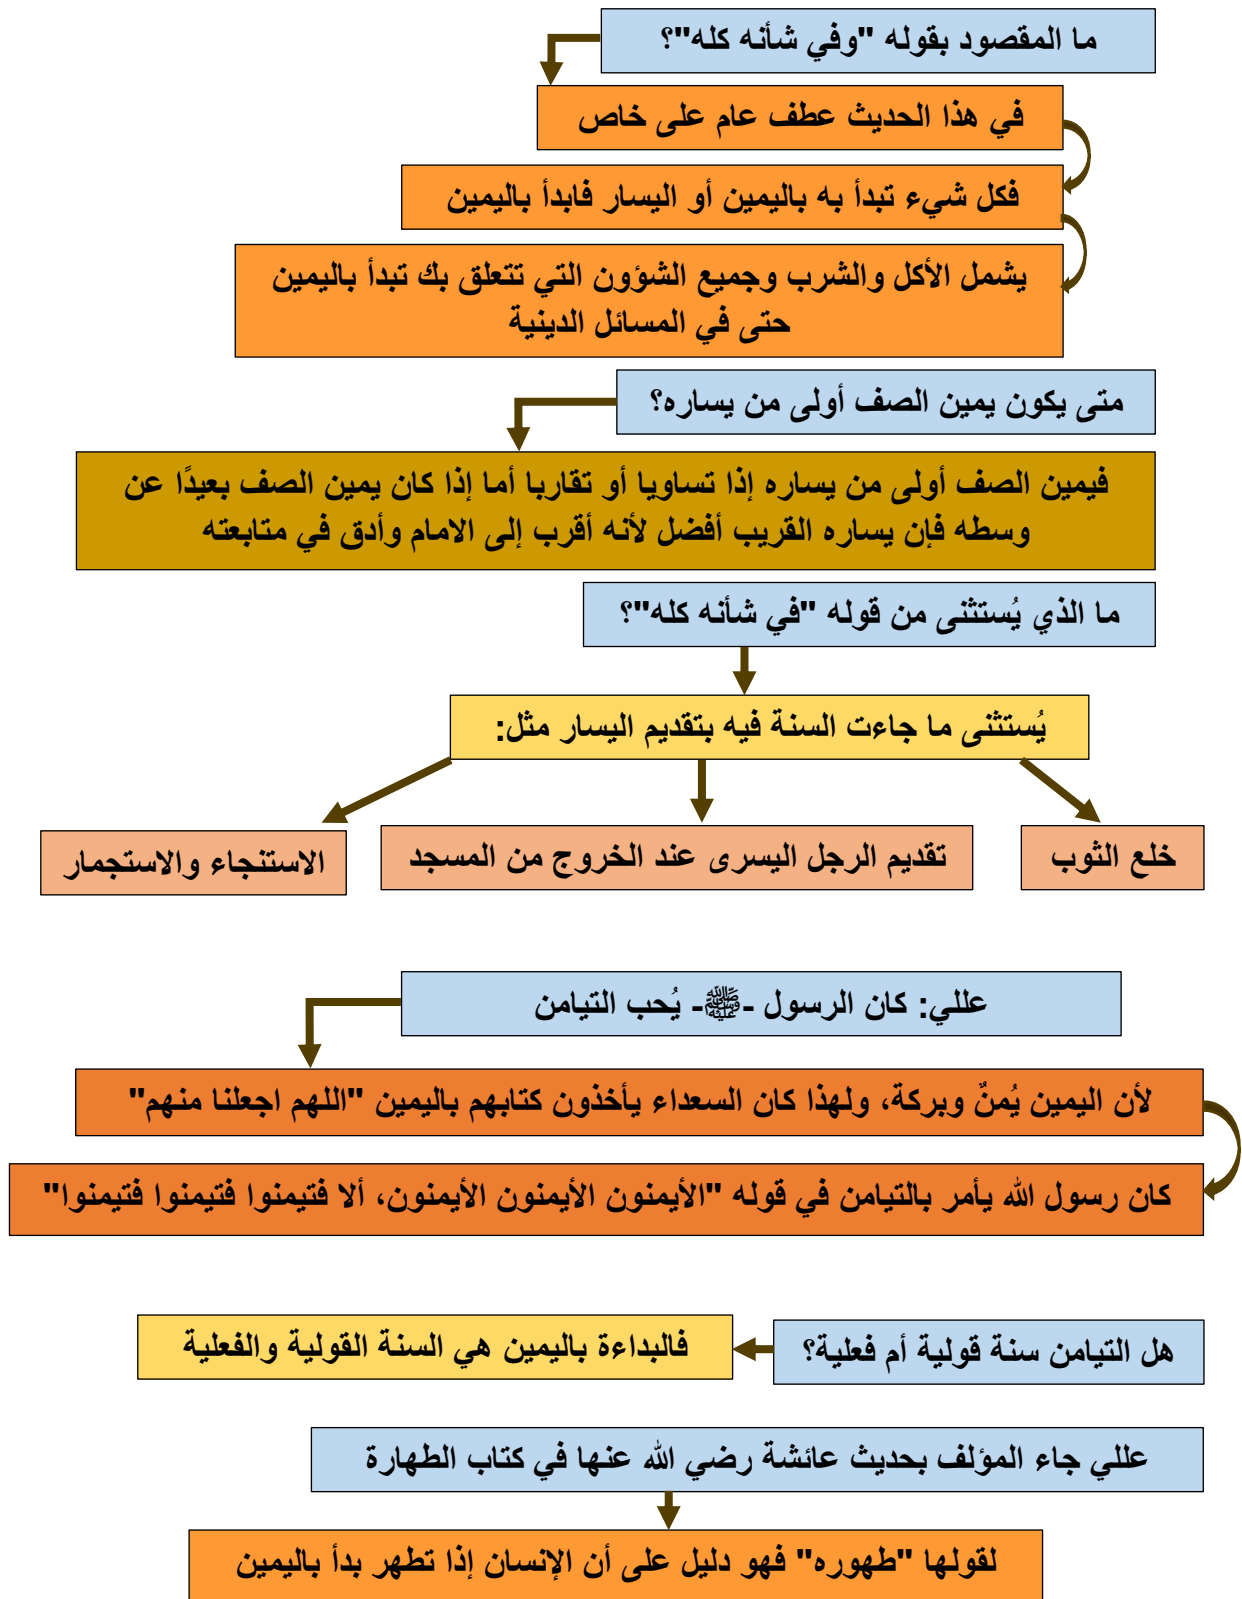 ما المقصود بقوله "وفي شأنه كله"؟
في هذا الحديث عطف عام على خاص
فكل شيء تبدأ به باليمين أو اليسار فابدأ باليمين
يشمل الأكل والشرب وجميع الشؤون التي تتعلق بك تبدأ باليمين
حتى في المسائل الدينية
متى يكون يمين الصف أولى من يساره؟
فيمين الصف أولى من يساره إذا تساويا أو تقاربا أما إذا كان يمين الصف بعيدًا عن
وسطه فإن يساره القريب أفضل لأنه أقرب إلى الامام وأدق في متابعته
ما الذي يُستثنى من قوله "في شأنه كله"؟
يُستثنى ما جاءت السنة فيه بتقديم اليسار مثل:
خلع الثوب
تقديم الرجل اليسرى عند الخروج من المسجد
الاستنجاء والاستجمار
عللي: كان الرسول -ﷺ- يُحب التيامن
لأن اليمين يُمنٌ وبركة، ولهذا كان السعداء يأخذون كتابهم باليمين "اللهم اجعلنا منهم"
كان رسول الله يأمر بالتيامن في قوله "الأيمنون الأيمنون الأيمنون، ألا فتيمنوا فتيمنوا فتيمنوا"
هل التيامن سنة قولية أم فعلية؟
فالبداءة باليمين هي السنة القولية والفعلية
عللي جاء المؤلف بحديث عائشة رضي الله عنها في كتاب الطهارة
لقولها "طهوره" فهو دليل على أن الإنسان إذا تطهر بدأ باليمين